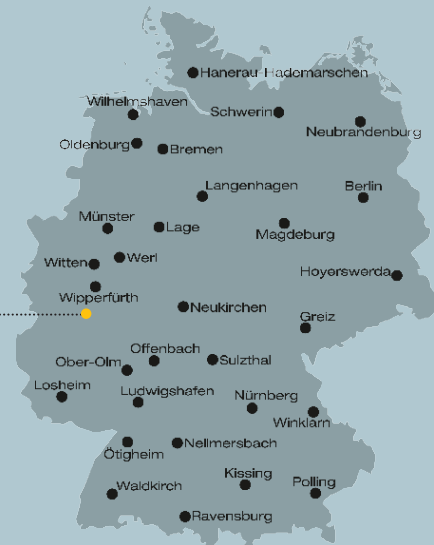 Hanerau-Hademarschen
Wilhelmshaven
Schwerin
Neubrandenburg
Oldenburg
Bremen
Langenhagen
Berlin
Münster
Lage
Magdeburg
Witten
Werl
Hoyerswerda
Wipperfürth
Neukirchen
Greiz
Offenbach
Ober-Olm
Sulzthal
Losheim
Ludwigshafen
Nürnberg
Winklarn
Ötigheim
Nellmersbach
Kissing
Polling
Waldkirch
Ravensburg